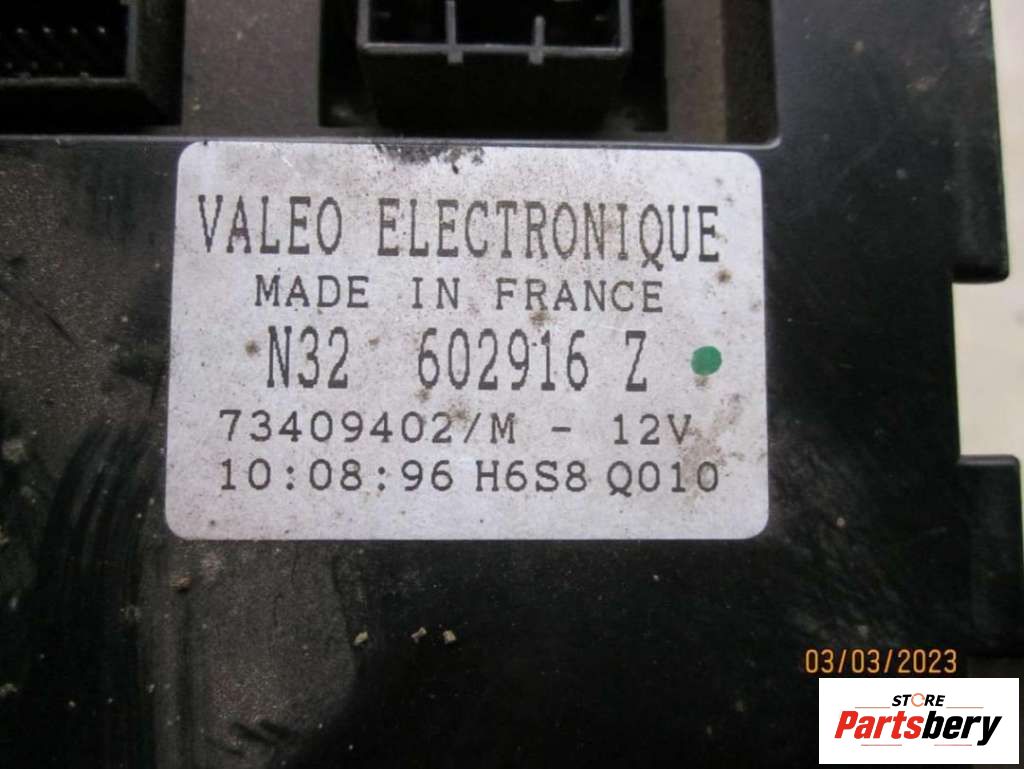 VALEO ELECTRONIQUE
MADE IN FRANCE
N32 602916 Z
73409402/M - 12V
10:08:96 H6S8 Q010
03/03/2023
STORE
Partsbery